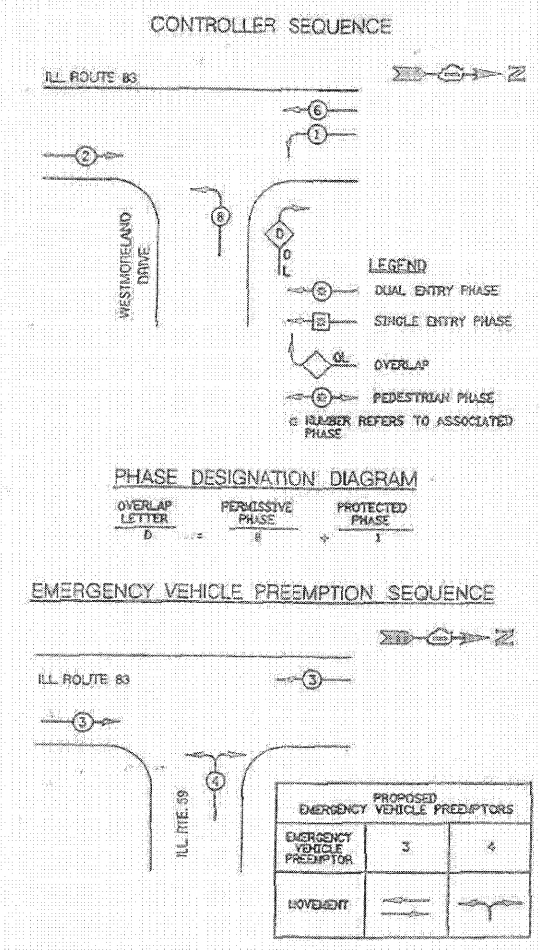 CONTROLLER SEQUENCE
ILL. ROUTE 83
N
6
1
2
8
D
O
L
WESTMORELAND
DRIVE
LEGEND
DUAL ENTRY PHASE
SINGLE ENTRY PHASE
OL
OVERLAP
PEDESTRIAN PHASE
NUMBER REFERS TO ASSOCIATED
PHASE
PHASE DESIGNATION DIAGRAM
OVERLAP
LETTER
PERMISSIVE
PHASE
PROTECTED
PHASE
D = 8 + 1
EMERGENCY VEHICLE PREEMPTION SEQUENCE
N
ILL. ROUTE 83
3
3
4
ILL. RTE. 59
PROPOSED
EMERGENCY VEHICLE PREEMPTORS
EMERGENCY
VEHICLE
PREEMPTOR
3
4
MOVEMENT